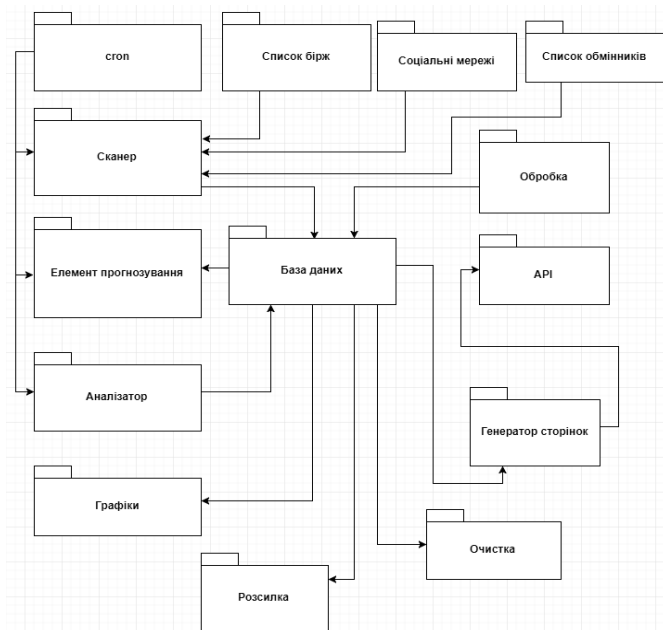 cron
Список бірж
Соціальні мережі
Список обмінників
Сканер
Обробка
Елемент прогнозування
База даних
API
Аналізатор
Генератор сторінок
Графіки
Очистка
Розсилка